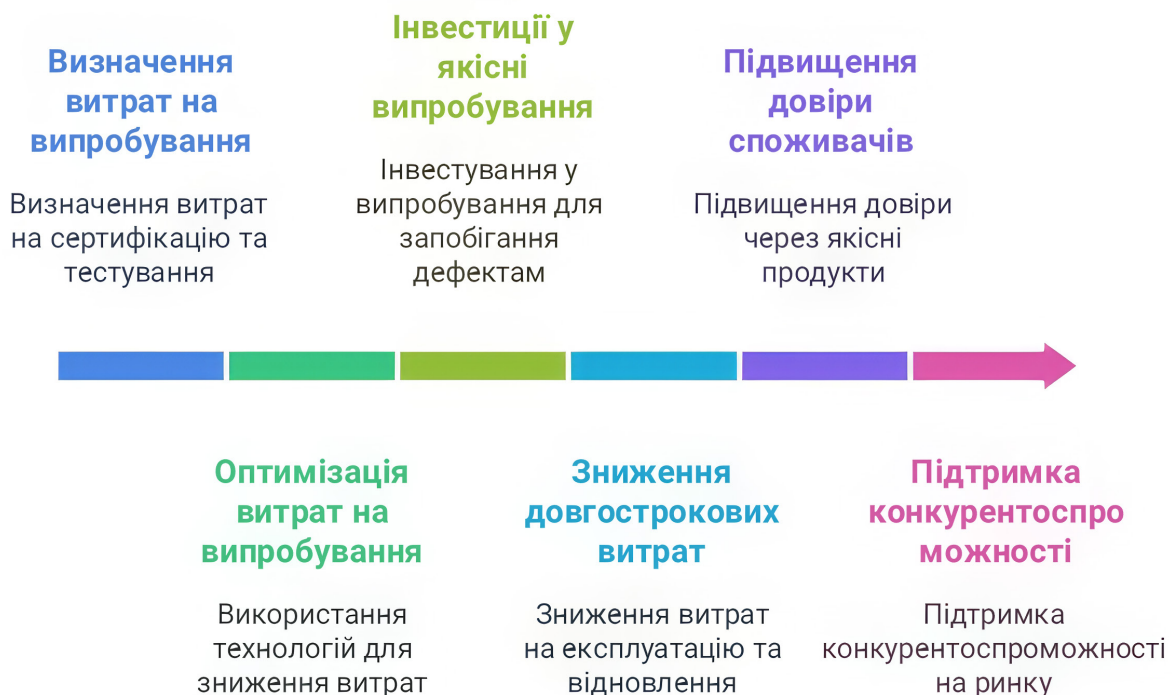 Визначення
витрат на
випробування
Визначення витрат
на сертифікацію та
тестування
Інвестиції у
якісні
випробування
Інвестування у
випробування для
запобігання
дефектам
Підвищення
довіри
споживачів
Підвищення довіри
через якісні
продукти
Оптимізація
витрат на
випробування
Використання
технологій для
зниження витрат
Зниження
довгострокових
витрат
Зниження витрат
на експлуатацію та
відновлення
Підтримка
конкурентоспро
можності
Підтримка
конкурентоспроможності
на ринку